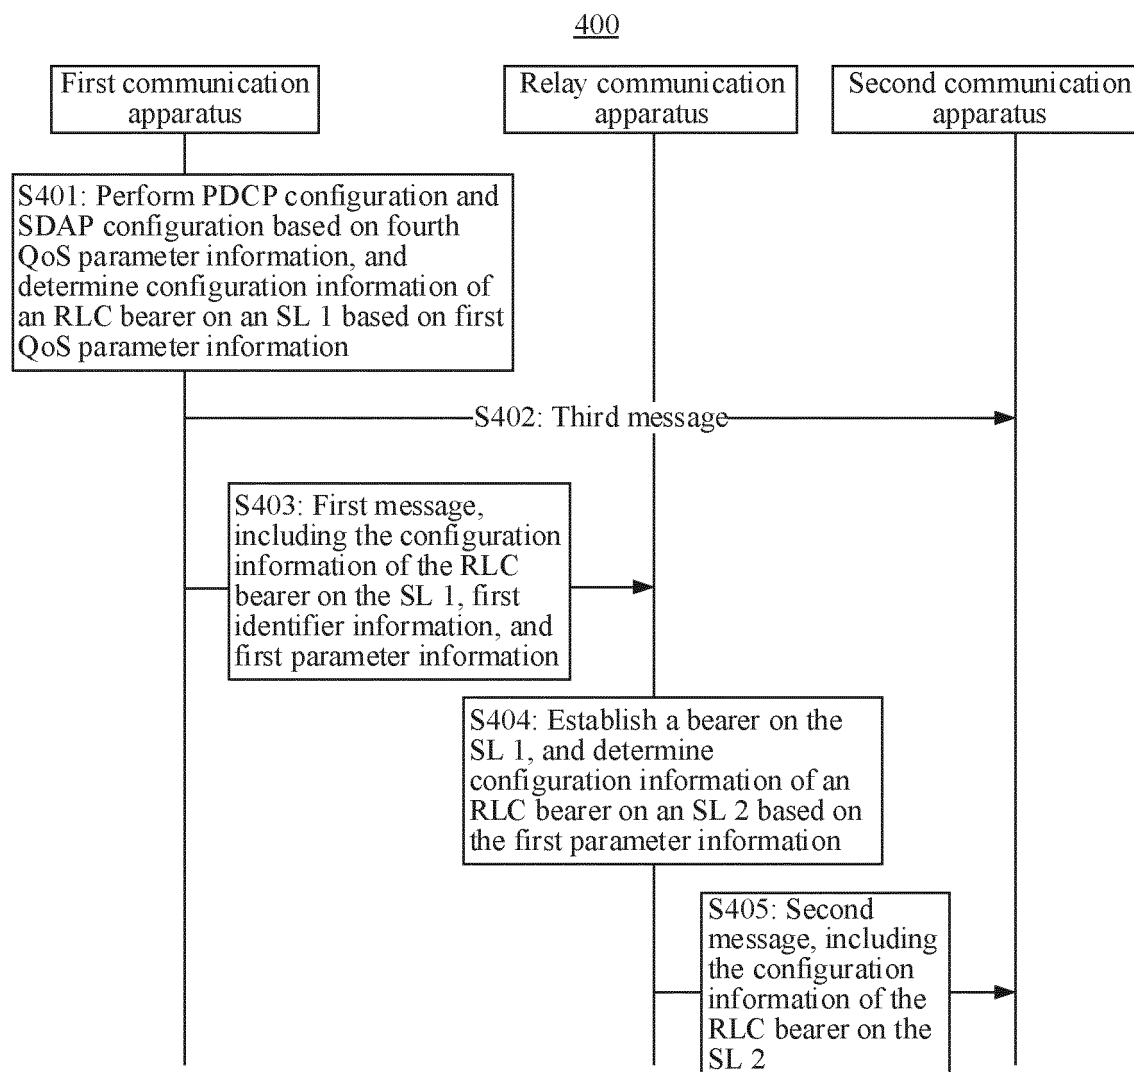 400
First communication
apparatus
Relay communication
apparatus
Second communication
apparatus
S401: Perform PDCP configuration and
SDAP configuration based on fourth
QoS parameter information, and
determine configuration information of
an RLC bearer on an SL 1 based on first
QoS parameter information
S402: Third message
S403: First message,
including the configuration
information of the RLC
bearer on the SL 1, first
identifier information, and
first parameter information
S404: Establish a bearer on the
SL 1, and determine
configuration information of an
RLC bearer on an SL 2 based on
the first parameter information
S405: Second
message, including
the configuration
information of the
RLC bearer on the
SL 2